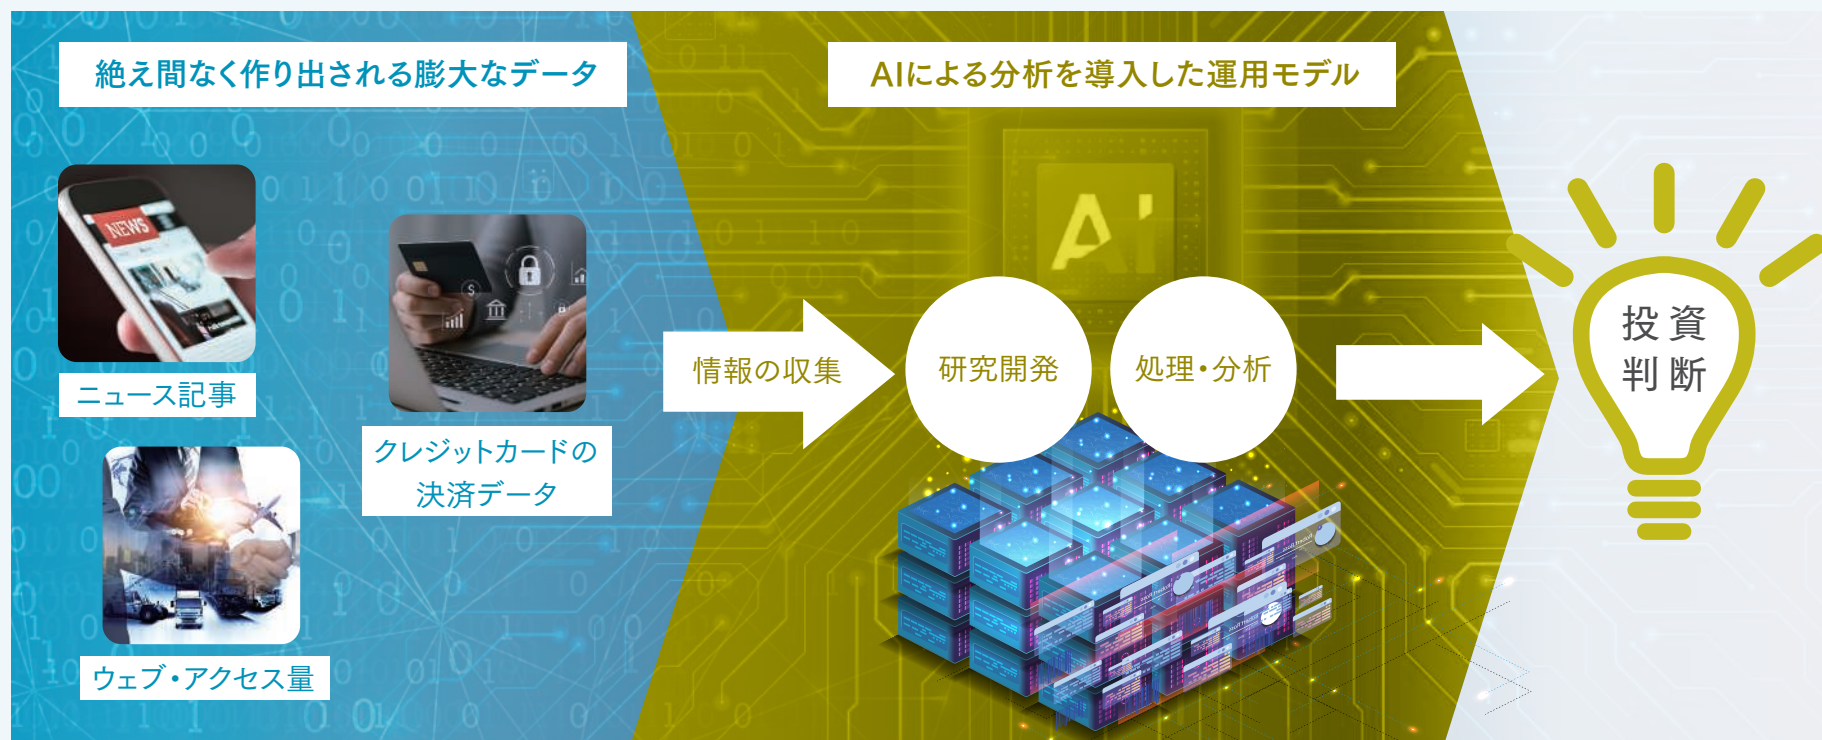 絶え間なく作り出される膨大なデータ
AIによる分析を導入した運用モデル
NEWS
ニュース記事
クレジットカードの
決済データ
ウェブ・アクセス量
情報の収集
AI
研究開発
処理・分析
投資
判断